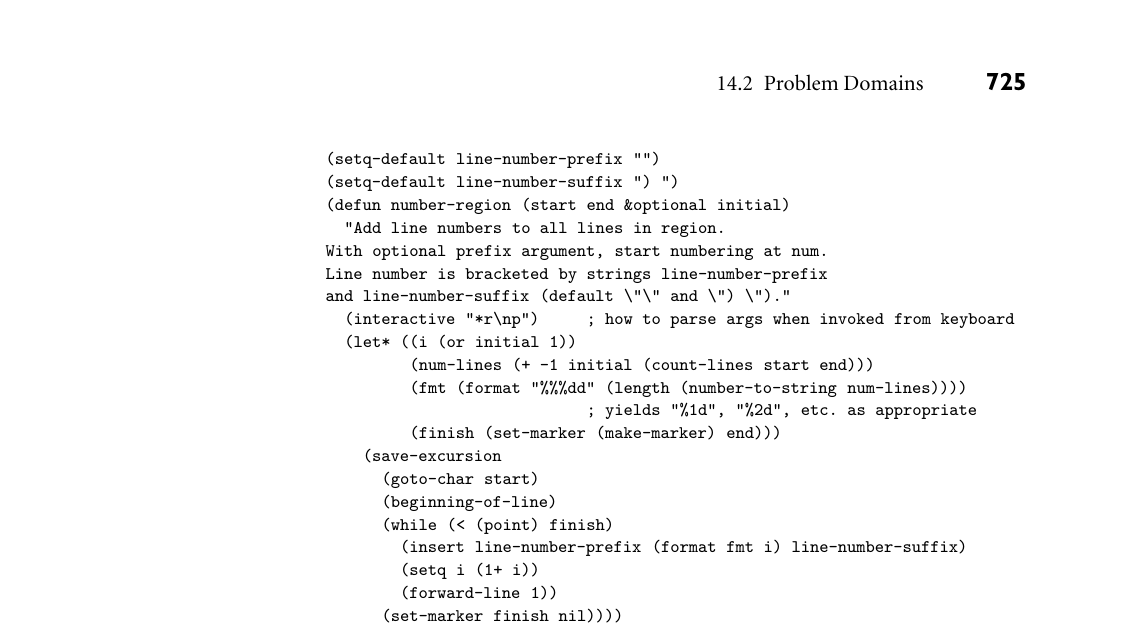 14.2 Problem Domains 725
(setq-default line-number-prefix "")
(setq-default line-number-suffix ") ")
(defun number-region (start end &optional initial)
  "Add line numbers to all lines in region.
With optional prefix argument, start numbering at num.
Line number is bracketed by strings line-number-prefix
and line-number-suffix (default \"\" and \") \")."
  (interactive "*r\np")     ; how to parse args when invoked from keyboard
  (let* ((i (or initial 1))
         (num-lines (+ -1 initial (count-lines start end)))
         (fmt (format "%%%dd" (length (number-to-string num-lines))))
                            ; yields "%1d", "%2d", etc. as appropriate
         (finish (set-marker (make-marker) end)))
    (save-excursion
      (goto-char start)
      (beginning-of-line)
      (while (< (point) finish)
        (insert line-number-prefix (format fmt i) line-number-suffix)
        (setq i (1+ i))
        (forward-line 1))
      (set-marker finish nil))))